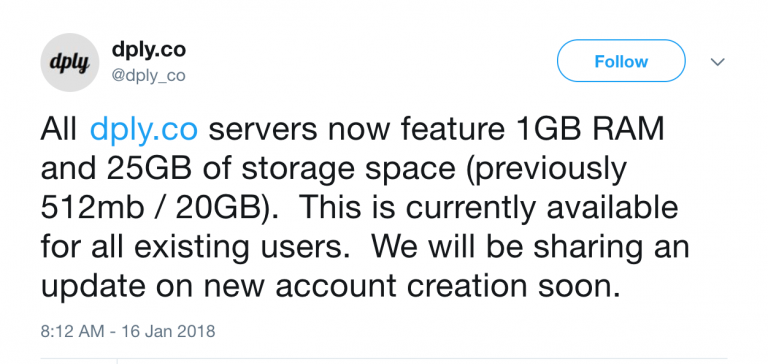 dply
dply.co
@dply_co
Follow
All dply.co servers now feature 1GB RAM
and 25GB of storage space (previously
512mb / 20GB).  This is currently available
for all existing users.  We will be sharing an
update on new account creation soon.
8:12 AM - 16 Jan 2018